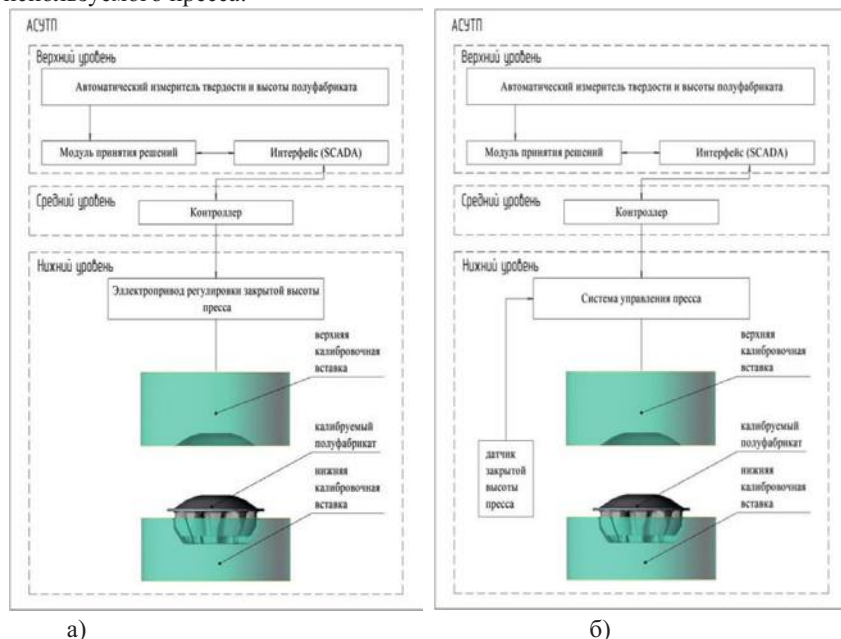 используемого пресса.
АСУТП
Верхний уровень
Автоматический измеритель твердости и высоты полуфабриката
Модуль принятия решений
Интерфейс (SCADA)
Средний уровень
Контроллер
Нижний уровень
Эллектропривод регулировки закрытой высоты
пресса
верхняя
калибровочная
вставка
калибруемый
полуфабрикат
нижняя
калибровочная
вставка
а)
АСУТП
Верхний уровень
Автоматический измеритель твердости и высоты полуфабриката
Модуль принятия решений
Интерфейс (SCADA)
Средний уровень
Контроллер
Нижний уровень
Система управления пресса
верхняя
калибровочная
вставка
калибруемый
полуфабрикат
нижняя
калибровочная
вставка
датчик
закрытой
высоты
пресса
б)